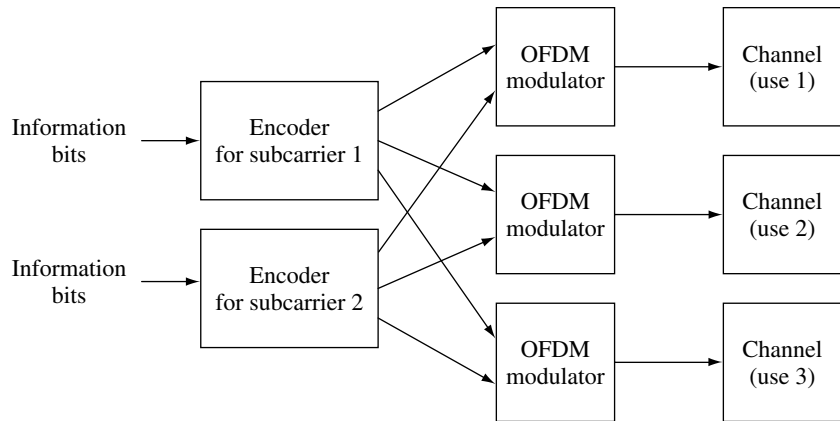 Information
bits
Encoder
for subcarrier 1
Information
bits
Encoder
for subcarrier 2
OFDM
modulator
Channel
(use 1)
OFDM
modulator
Channel
(use 2)
OFDM
modulator
Channel
(use 3)